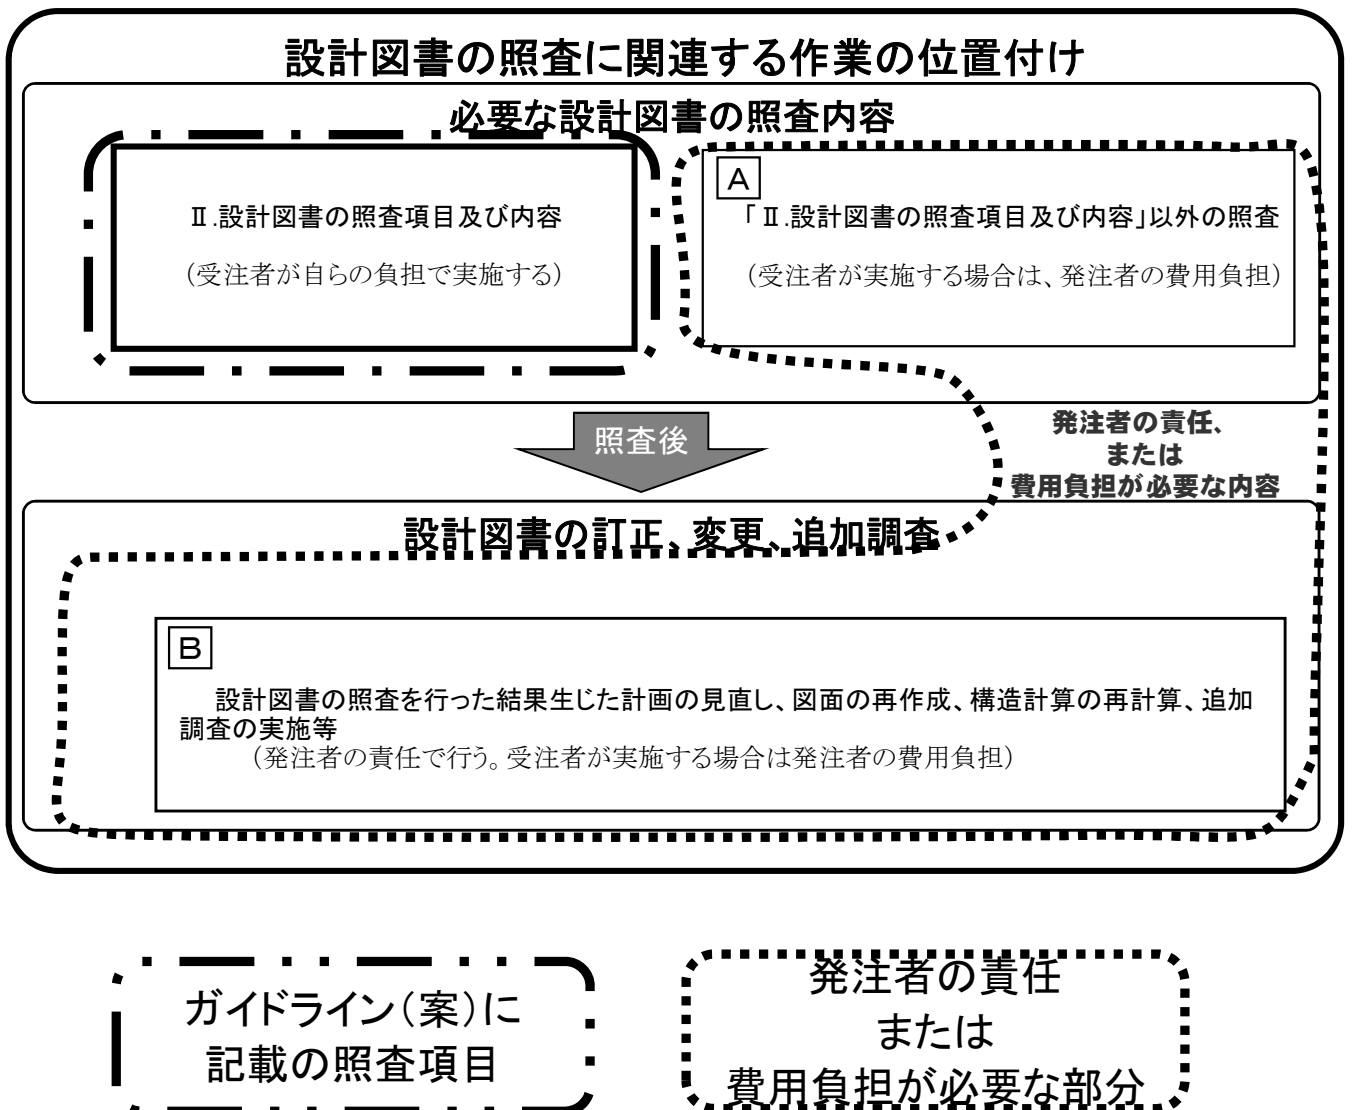 設計図書の照査に関連する作業の位置付け
必要な設計図書の照査内容
Ⅱ.設計図書の照査項目及び内容
(受注者が自らの負担で実施する)
A
「Ⅱ.設計図書の照査項目及び内容」以外の照査
(受注者が実施する場合は、発注者の費用負担)
照査後
発注者の責任、
または
費用負担が必要な内容
設計図書の訂正、変更、追加調査
B
設計図書の照査を行った結果生じた計画の見直し、図面の再作成、構造計算の再計算、追加
調査の実施等
(発注者の責任で行う。受注者が実施する場合は発注者の費用負担)
ガイドライン(案)に
記載の照査項目
発注者の責任
または
費用負担が必要な部分